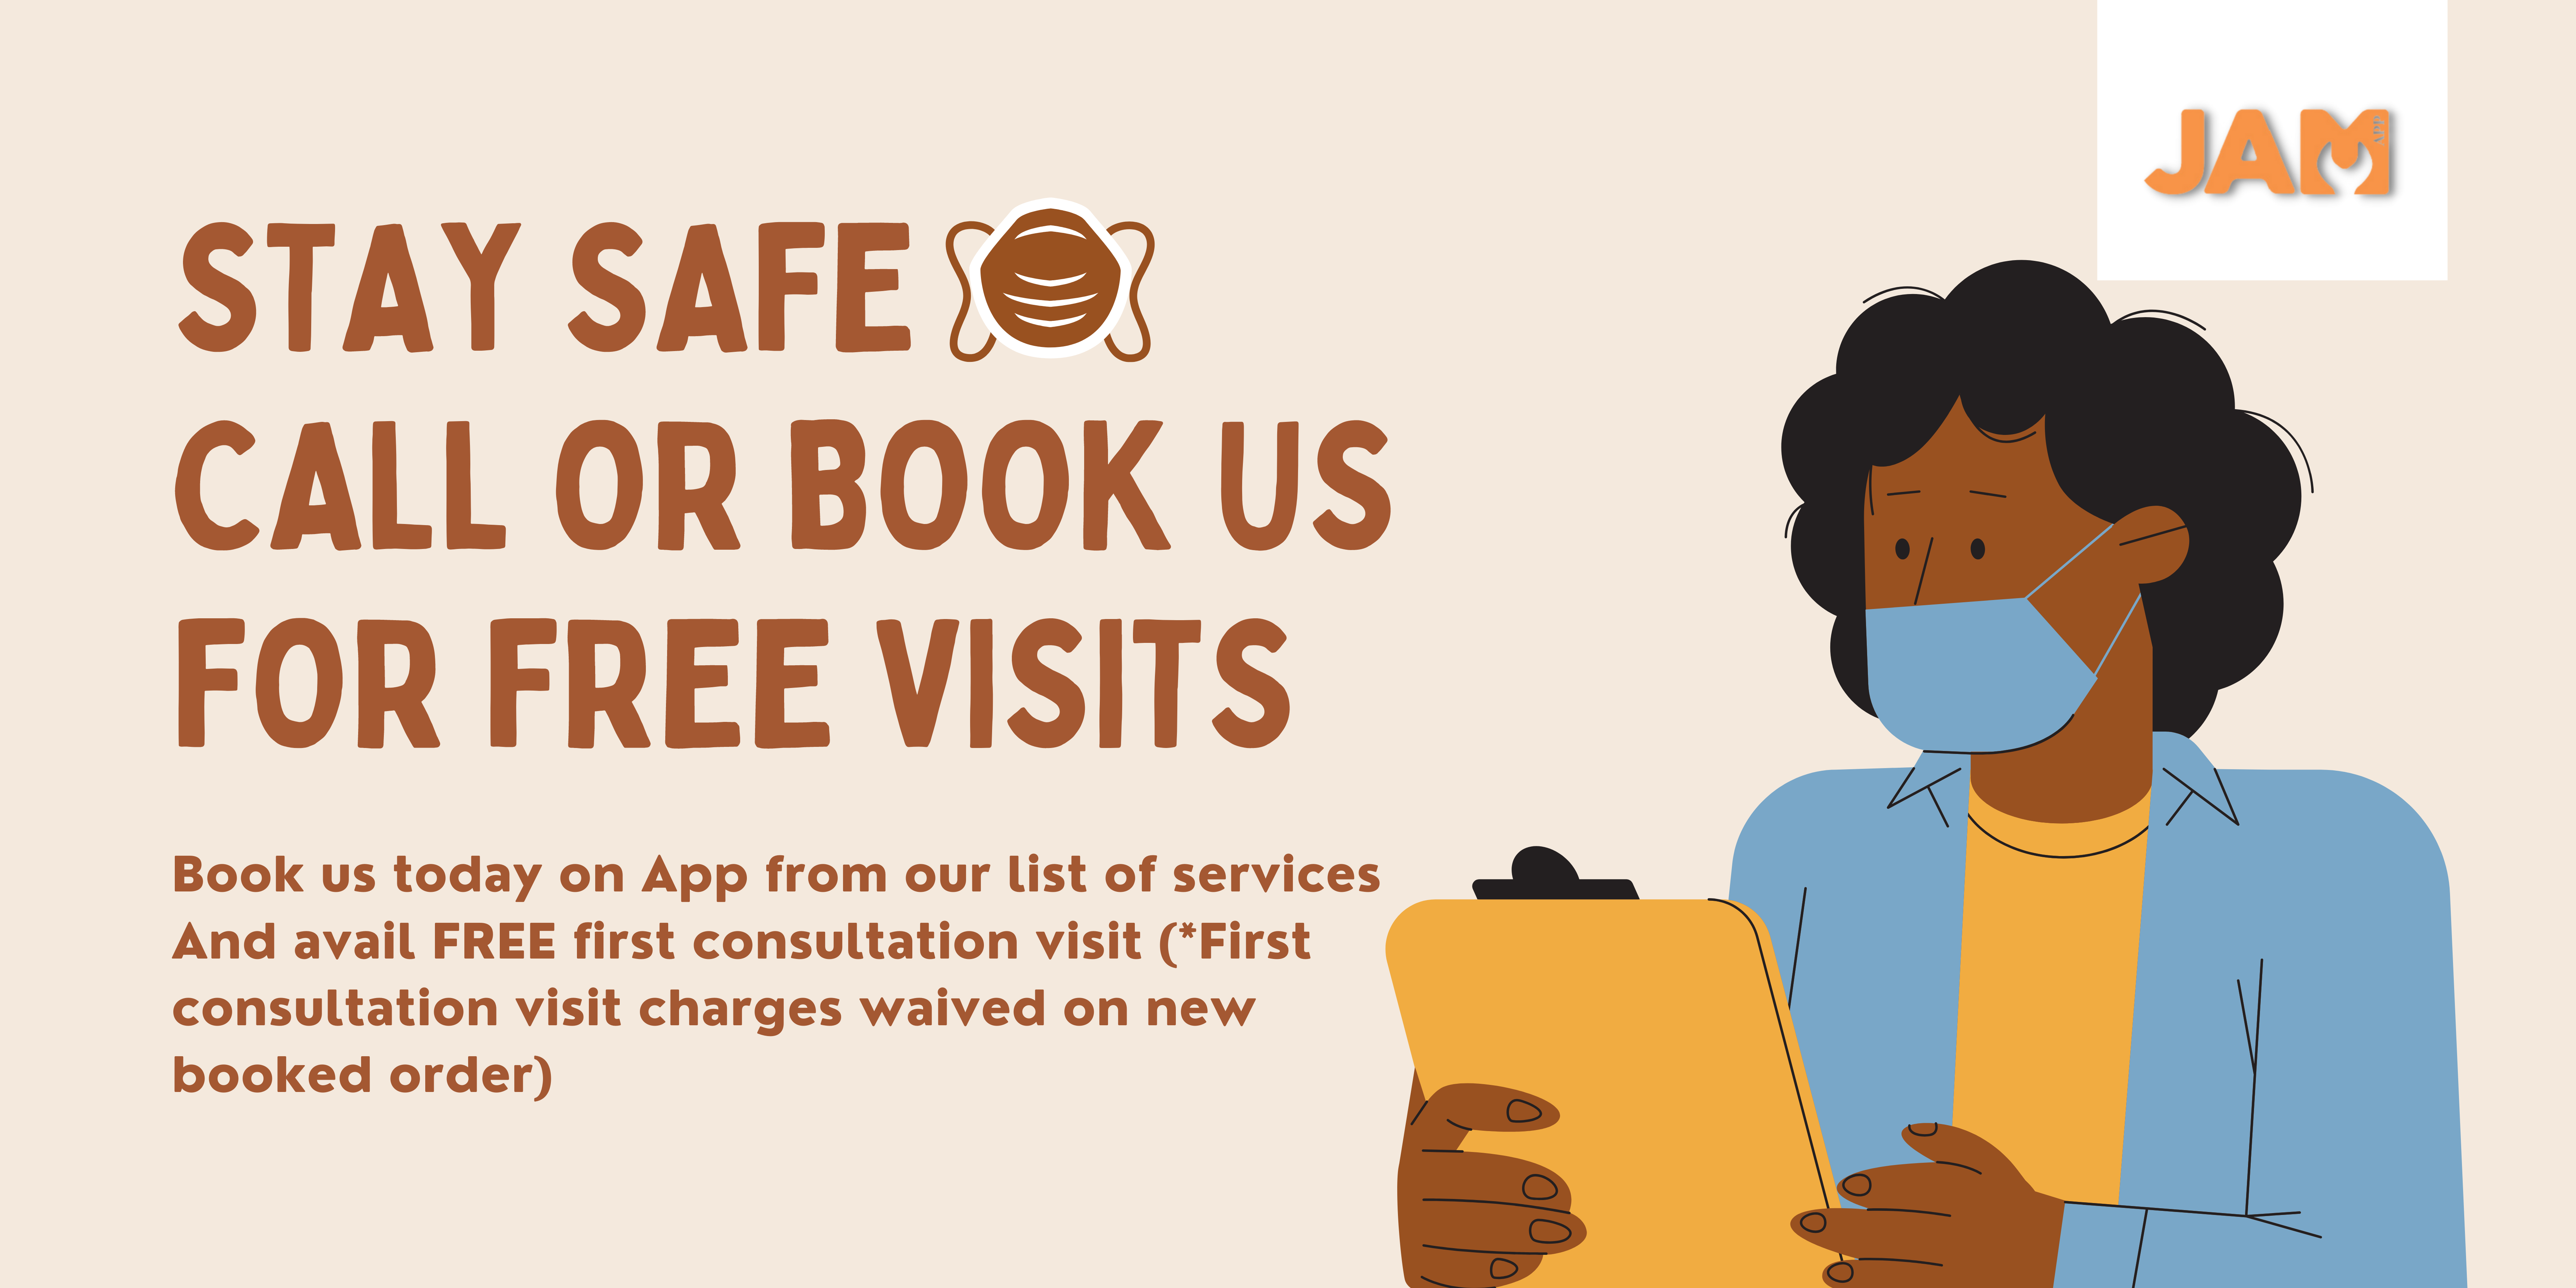 JAM
APP
STAY SAFE
CALL OR BOOK US
FOR FREE VISITS
Book us today on App from our list of services
And avail FREE first consultation visit (*First
consultation visit charges waived on new
booked order)